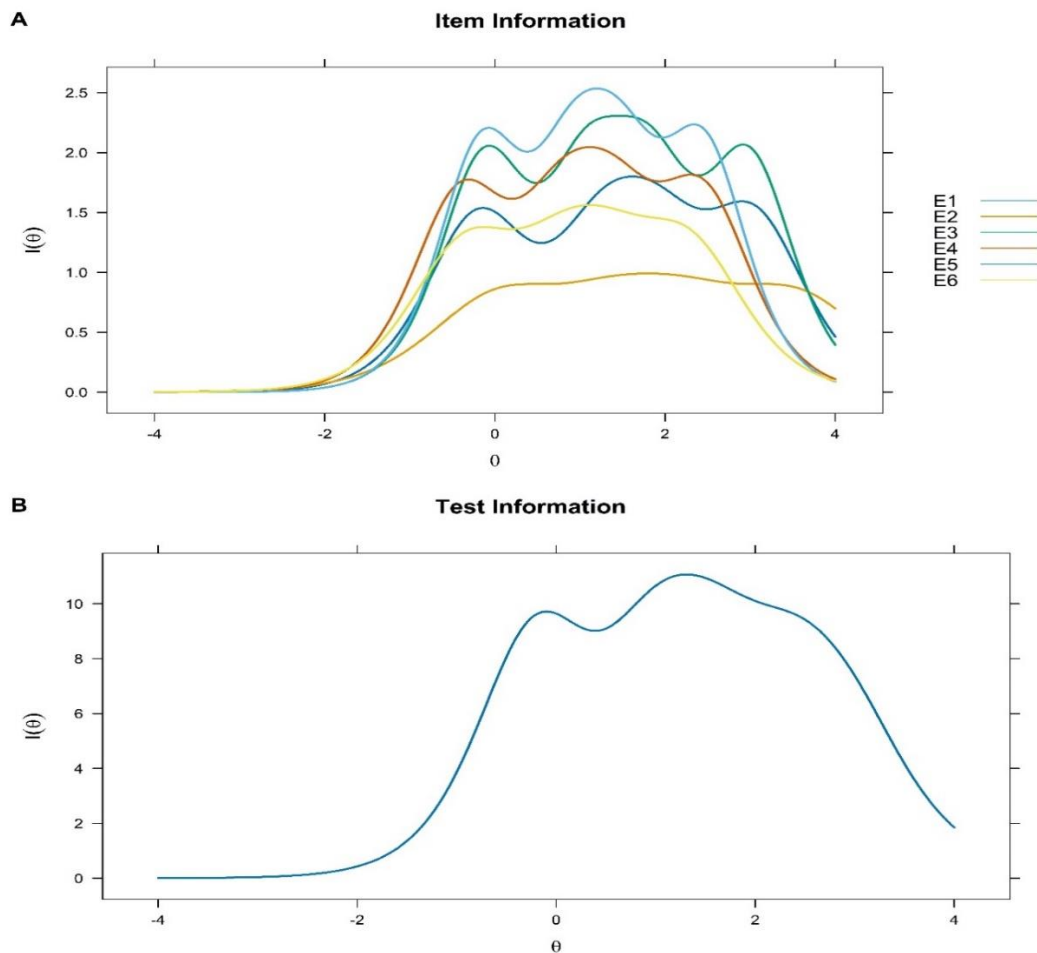 A
Item Information
2.5
2.0
1.5
1.0
0.5
0.0
I(θ)
-4 -2 0 2 4
θ
E1
E2
E3
E4
E5
E6
B
Test Information
10
8
6
4
2
0
I(θ)
-4 -2 0 2 4
θ